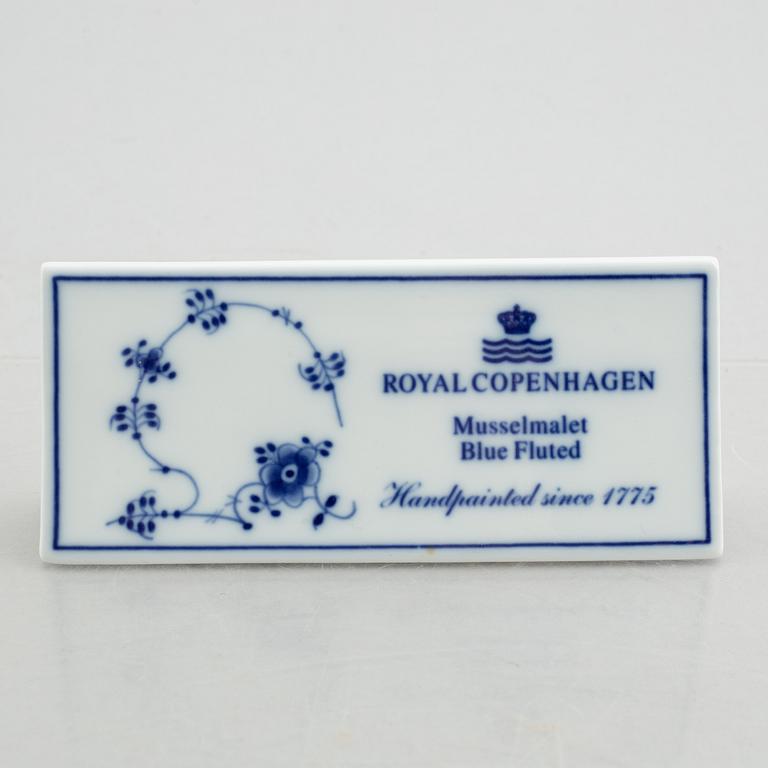 ROYAL COPENHAGEN
Musselmalet
Blue Fluted
Handpainted since 1775